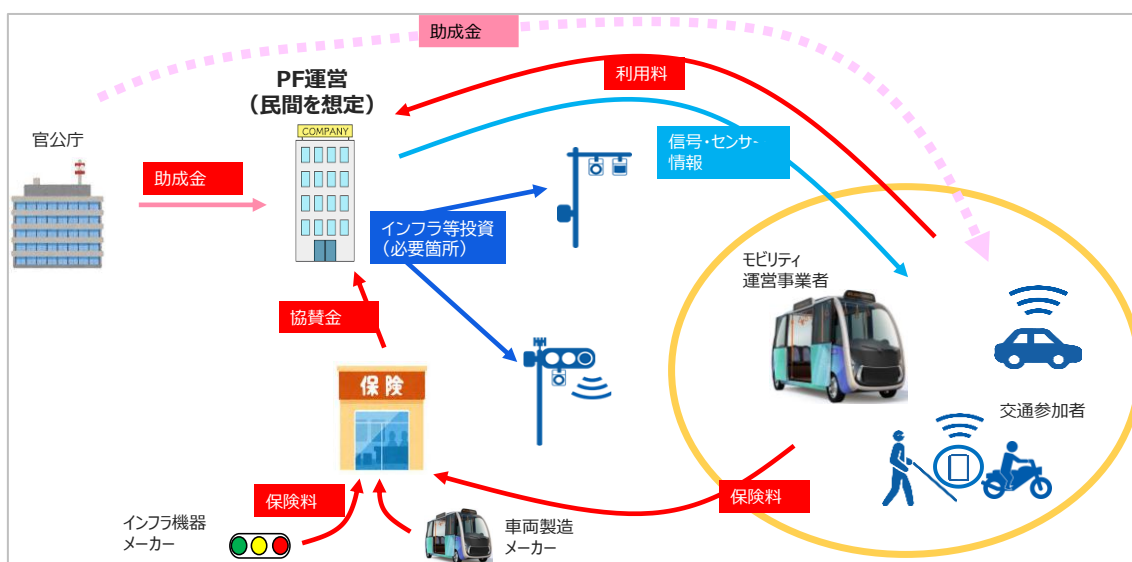 助成金
PF運営
（民間を想定）
利用料
COMPANY
官公庁
信号・センサ-
情報
助成金
インフラ等投資
（必要箇所）
モビリティ
運営事業者
協賛金
保険
交通参加者
保険料
保険料
インフラ機器
メーカー
車両製造
メーカー